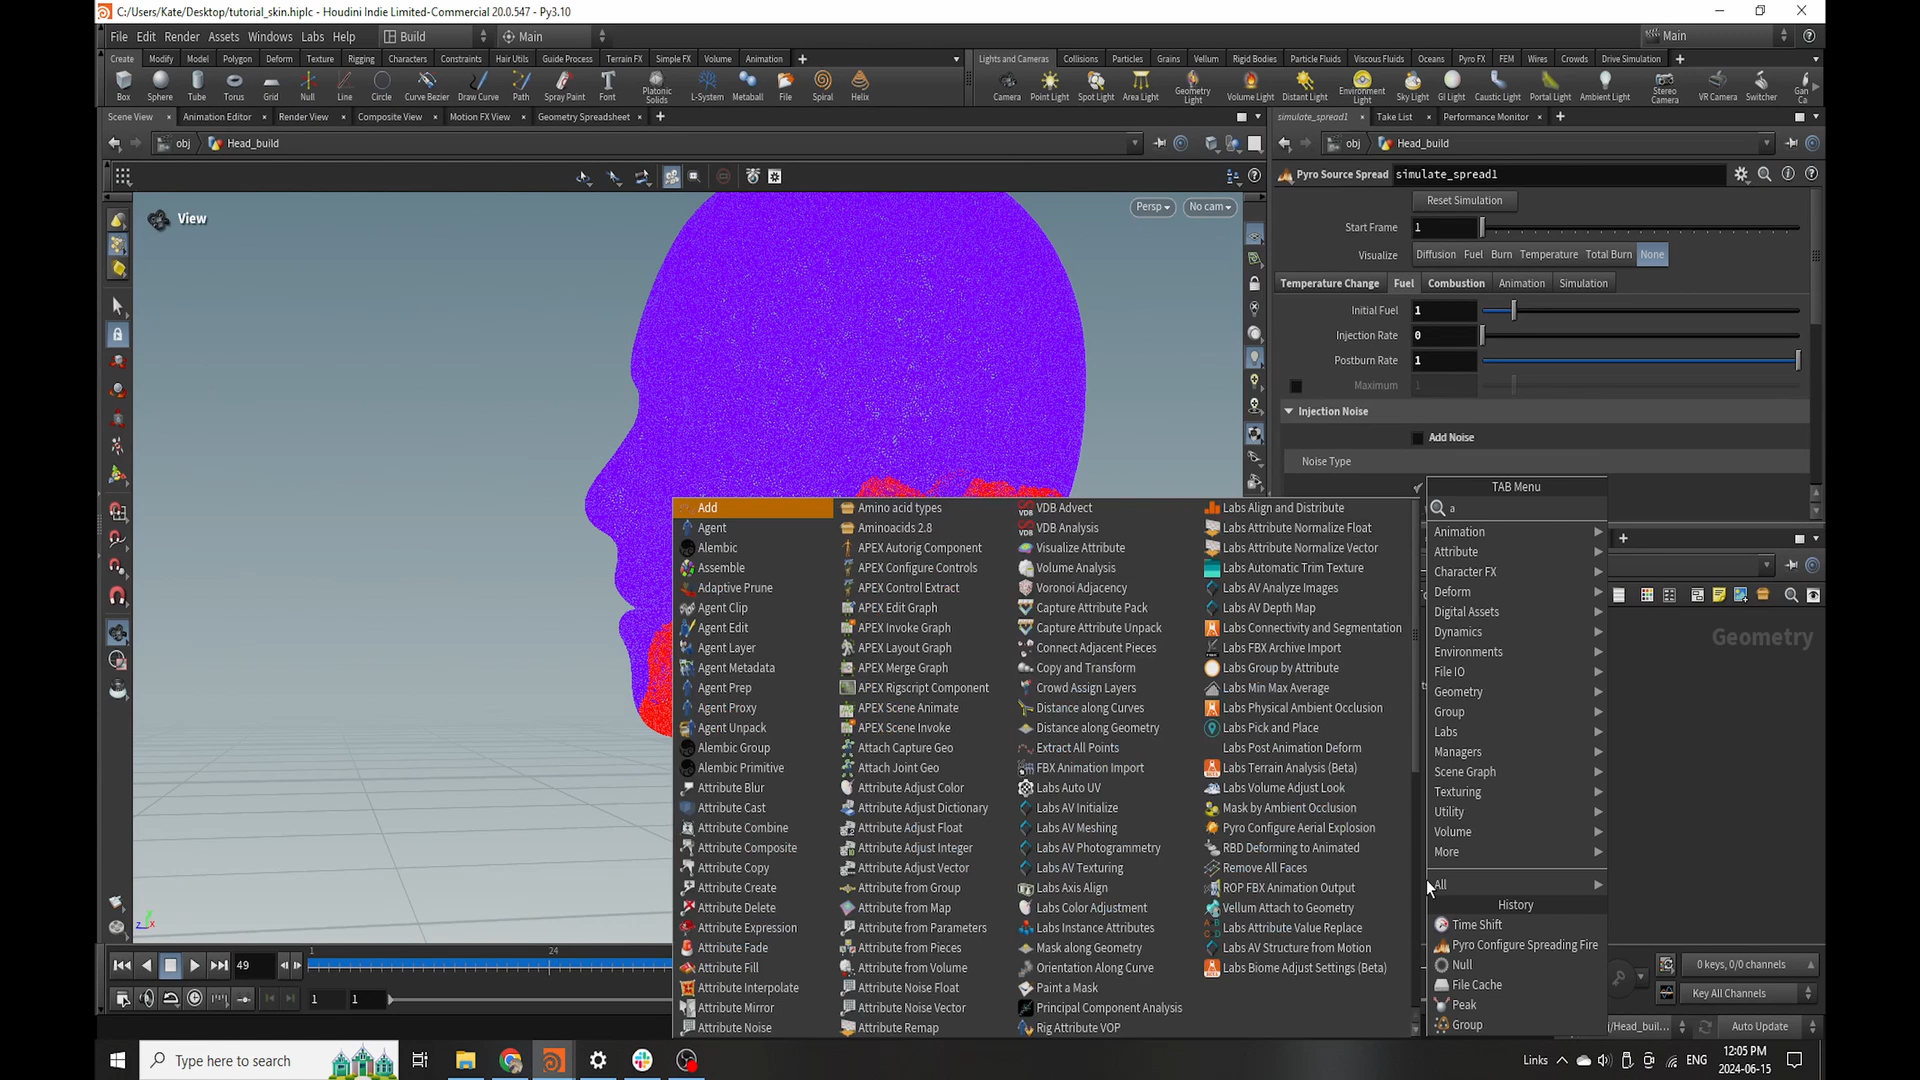 C:/Users/Kate/Desktop/tutorial_skin.hiplc - Houdini Indie Limited-Commercial 20.0.547 - Py3.10
File Edit Render Assets Windows Labs Help Build Main Main
Create Modify Model Polygon Deform Texture Rigging Characters Constraints Hair Utils Guide Process Terrain FX Simple FX Volume Animation
Lights and Cameras Collisions Particles Grains Vellum Rigid Bodies Particle Fluids Viscous Fluids Oceans Pyro FX FEM Wires Crowds Drive Simulation
Box Sphere Tube Torus Grid Null Line Circle Curve Bezier Draw Curve Path Spray Paint Font Platonic Solids L-System Metaball File Spiral Helix
Camera Point Light Spot Light Area Light Geometry Light Volume Light Distant Light Environment Light Sky Light GI Light Caustic Light Portal Light Ambient Light Stereo Camera VR Camera Switcher
Scene View Animation Editor Render View Composite View Motion FX View Geometry Spreadsheet
simulate_spread1 Take List Performance Monitor
obj Head_build
obj Head_build
Pyro Source Spread simulate_spread1
View
Persp No cam
Reset Simulation
Start Frame 1
Visualize Diffusion Fuel Burn Temperature Total Burn None
Temperature Change Fuel Combustion Animation Simulation
Initial Fuel 1
Injection Rate 0
Postburn Rate 1
Maximum 1
Injection Noise
Add Noise
Noise Type
TAB Menu
a
Animation
Attribute
Character FX
Deform
Digital Assets
Dynamics
Environments
File IO
Geometry
Group
Labs
Managers
Scene Graph
Texturing
Utility
Volume
More
All
History
Time Shift
Pyro Configure Spreading Fire
Null
File Cache
Peak
Group
Add
Agent
Alembic
Assemble
Adaptive Prune
Agent Clip
Agent Edit
Agent Layer
Agent Metadata
Agent Prep
Agent Proxy
Agent Unpack
Alembic Group
Alembic Primitive
Attribute Blur
Attribute Cast
Attribute Combine
Attribute Composite
Attribute Copy
Attribute Create
Attribute Delete
Attribute Expression
Attribute Fade
Attribute Fill
Attribute Interpolate
Attribute Mirror
Attribute Noise
Amino acid types
Aminoacids 2.8
APEX Autorig Component
APEX Configure Controls
APEX Control Extract
APEX Edit Graph
APEX Invoke Graph
APEX Layout Graph
APEX Merge Graph
APEX Rigscript Component
APEX Scene Animate
APEX Scene Invoke
Attach Capture Geo
Attach Joint Geo
Attribute Adjust Color
Attribute Adjust Dictionary
Attribute Adjust Float
Attribute Adjust Integer
Attribute Adjust Vector
Attribute from Group
Attribute from Map
Attribute from Parameters
Attribute from Pieces
Attribute from Volume
Attribute Noise Float
Attribute Noise Vector
Attribute Remap
VDB Advect
VDB Analysis
Visualize Attribute
Volume Analysis
Voronoi Adjacency
Capture Attribute Pack
Capture Attribute Unpack
Connect Adjacent Pieces
Copy and Transform
Crowd Assign Layers
Distance along Curves
Distance along Geometry
Extract All Points
FBX Animation Import
Labs Auto UV
Labs AV Initialize
Labs AV Meshing
Labs AV Photogrammetry
Labs AV Texturing
Labs Axis Align
Labs Color Adjustment
Labs Instance Attributes
Mask along Geometry
Orientation Along Curve
Paint a Mask
Principal Component Analysis
Rig Attribute VOP
Labs Align and Distribute
Labs Attribute Normalize Float
Labs Attribute Normalize Vector
Labs Automatic Trim Texture
Labs AV Analyze Images
Labs AV Depth Map
Labs Connectivity and Segmentation
Labs FBX Archive Import
Labs Group by Attribute
Labs Min Max Average
Labs Physical Ambient Occlusion
Labs Pick and Place
Labs Post Animation Deform
Labs Terrain Analysis (Beta)
Labs Volume Adjust Look
Mask by Ambient Occlusion
Pyro Configure Aerial Explosion
RBD Deforming to Animated
Remove All Faces
ROP FBX Animation Output
Vellum Attach to Geometry
Labs Attribute Value Replace
Labs AV Structure from Motion
Labs Biome Adjust Settings (Beta)
Geometry
49 1 24
1 1
0 keys, 0/0 channels
Key All Channels
/Head_buil... Auto Update
Type here to search
Links ENG 12:05 PM
2024-06-15